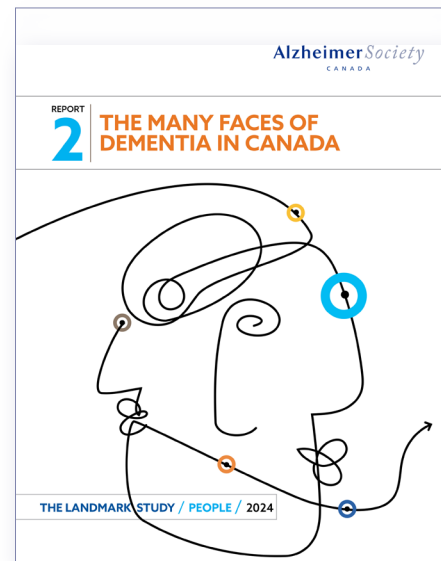 Alzheimer Society
CANADA
REPORT
2
THE MANY FACES OF
DEMENTIA IN CANADA
THE LANDMARK STUDY / PEOPLE / 2024